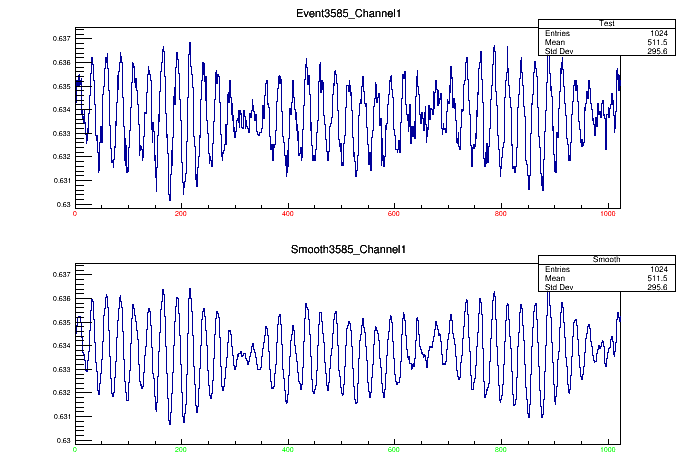 Event3585_Channel1
Test
Entries 1024
Mean 511.5
Std Dev 295.6
0.637
0.636
0.635
0.634
0.633
0.632
0.631
0.63
0 200 400 600 800 1000
Smooth3585_Channel1
Smooth
Entries 1024
Mean 511.5
Std Dev 295.6
0.637
0.636
0.635
0.634
0.633
0.632
0.631
0.63
0 200 400 600 800 1000